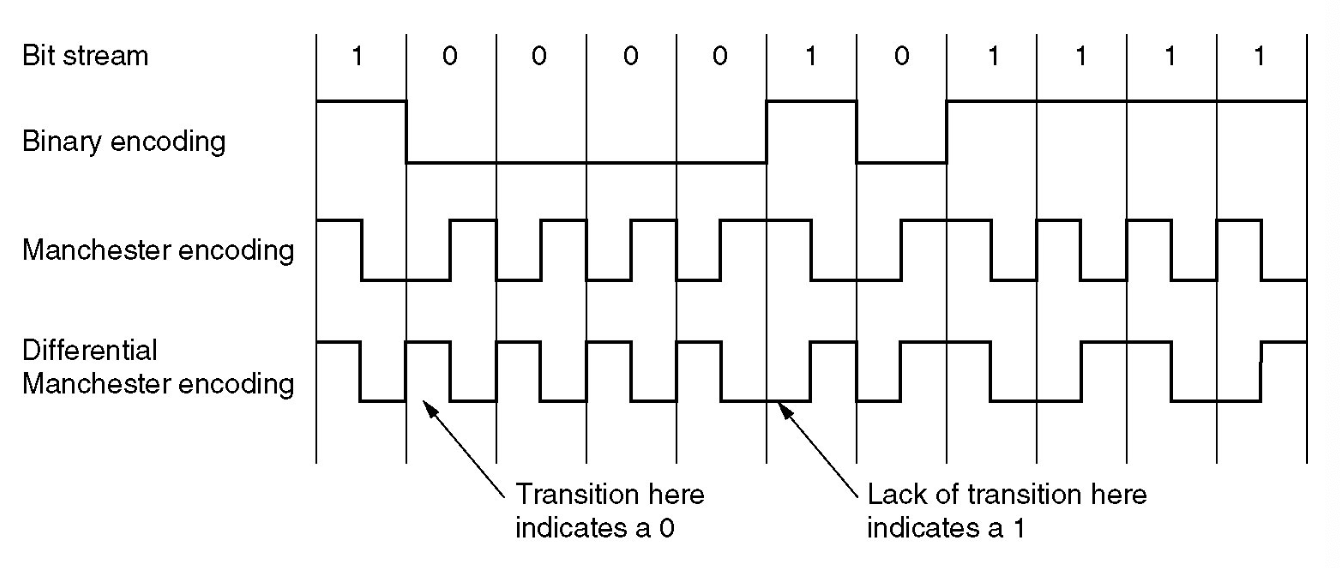 Bit stream 1 0 0 0 0 1 0 1 1 1 1
Binary encoding
Manchester encoding
Differential
Manchester encoding
Transition here
indicates a 0
Lack of transition here
indicates a 1